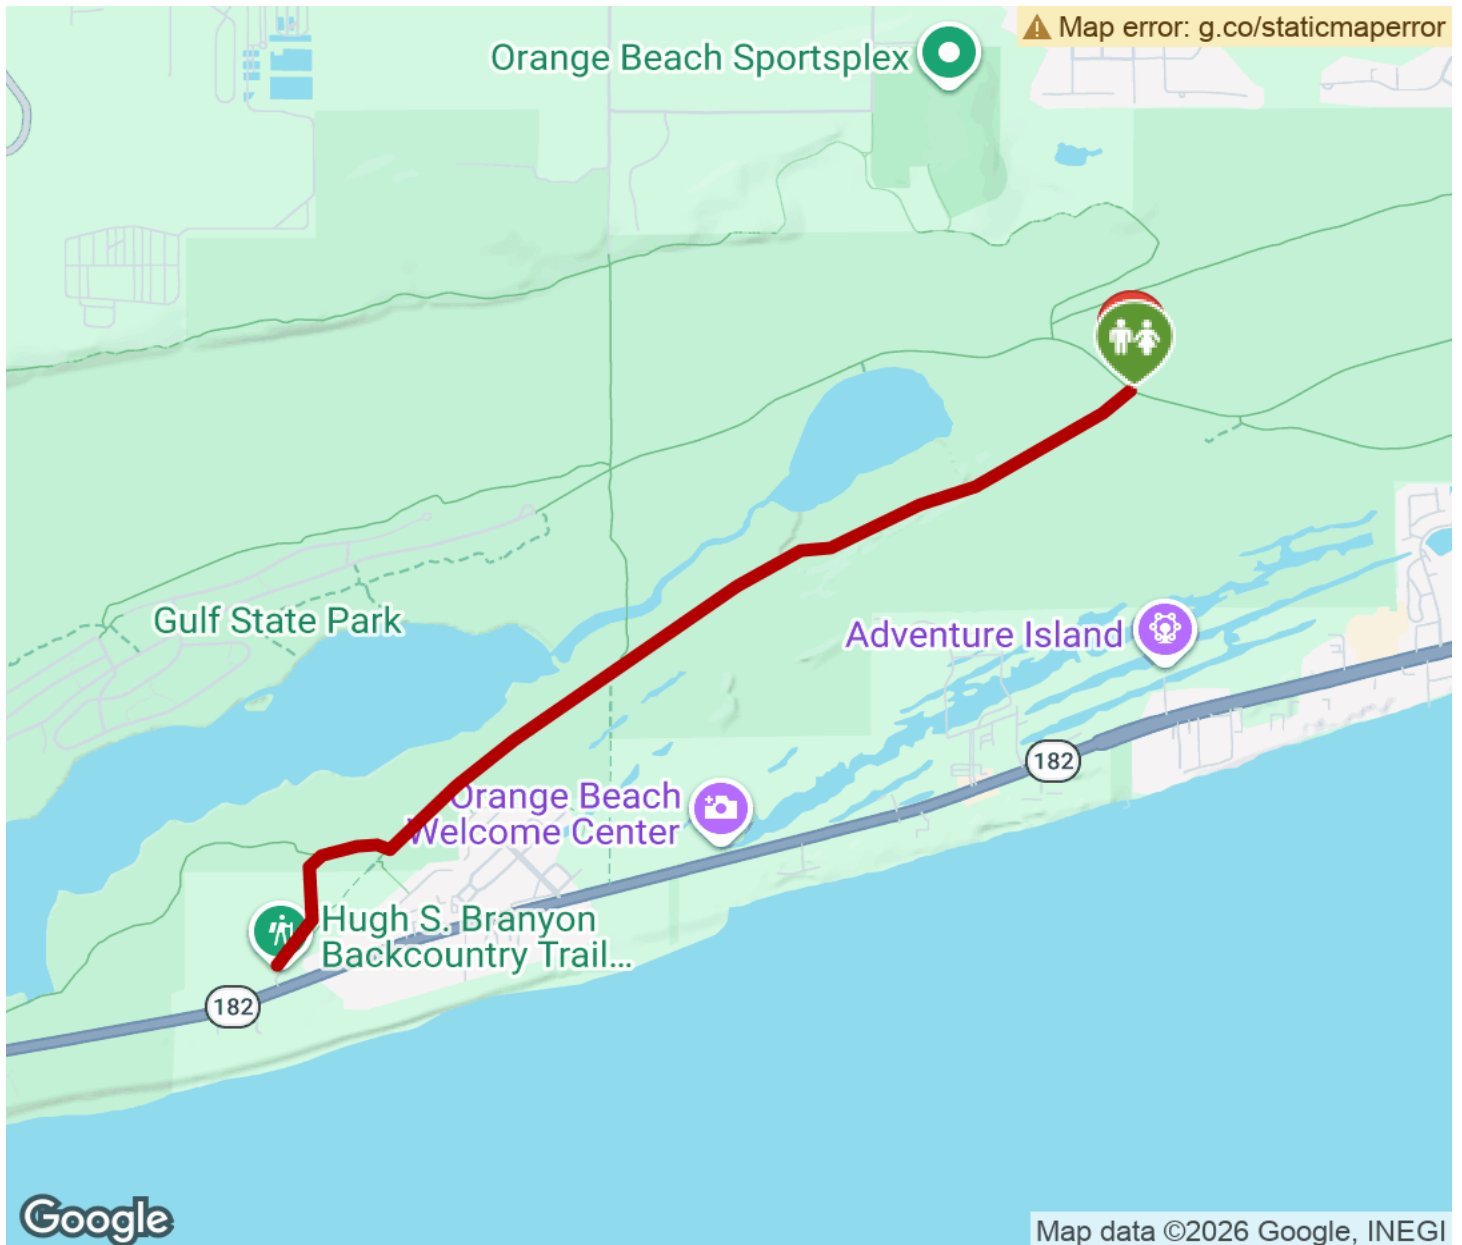 Map error: g.co/staticmaperror
Orange Beach Sportsplex
Gulf State Park
Adventure Island
182
Orange Beach
Welcome Center
Hugh S. Branyon
Backcountry Trail...
182
Google
Map data ©2026 Google, INEGI